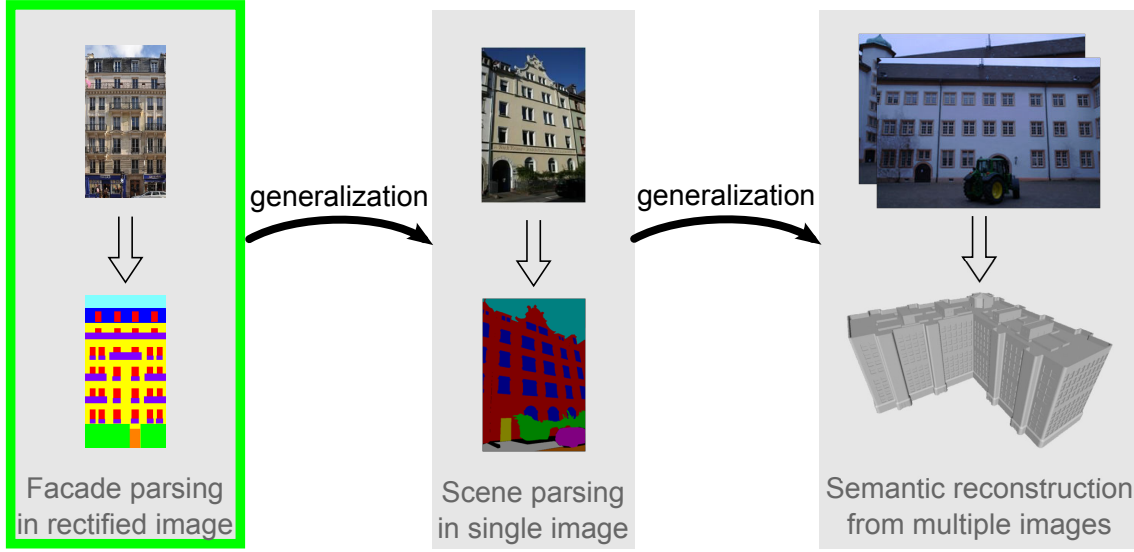 generalization
generalization
Facade parsing
in rectified image
Scene parsing
in single image
Semantic reconstruction
from multiple images